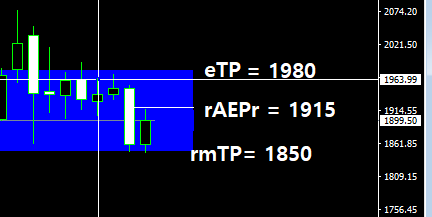 2074.20
2021.50
eTP = 1980
1963.99
rAEPr = 1915
1914.55
1899.50
1861.85
rmTP= 1850
1809.15
1756.45